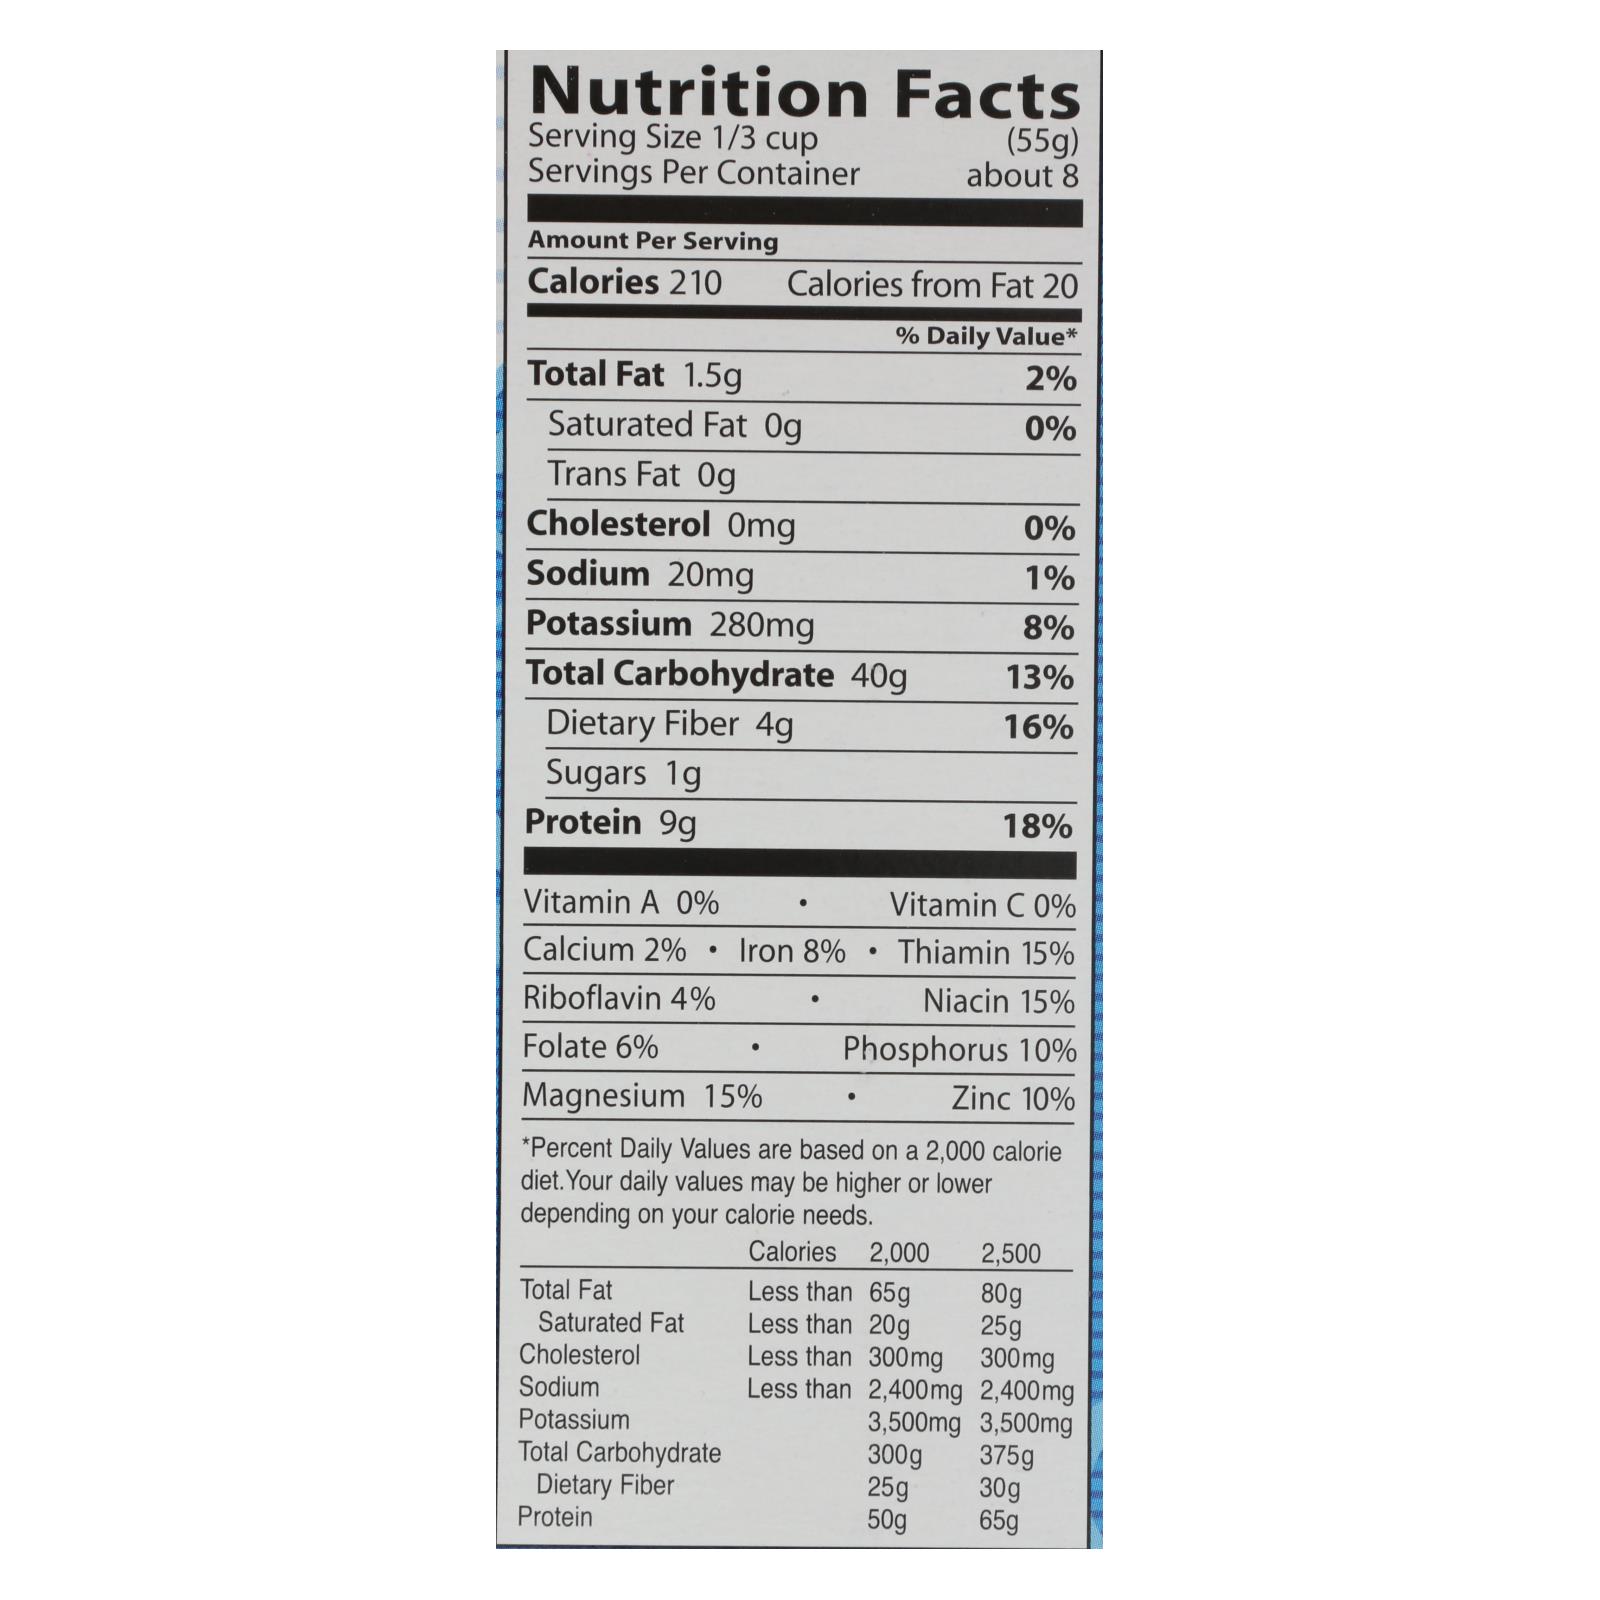 Nutrition Facts
Serving Size 1/3 cup (55g)
Servings Per Container about 8
Amount Per Serving
Calories 210 Calories from Fat 20
% Daily Value*
Total Fat 1.5g 2%
Saturated Fat 0g 0%
Trans Fat 0g
Cholesterol 0mg 0%
Sodium 20mg 1%
Potassium 280mg 8%
Total Carbohydrate 40g 13%
Dietary Fiber 4g 16%
Sugars 1g
Protein 9g 18%
Vitamin A 0% • Vitamin C 0%
Calcium 2% • Iron 8% • Thiamin 15%
Riboflavin 4% • Niacin 15%
Folate 6% • Phosphorus 10%
Magnesium 15% • Zinc 10%
*Percent Daily Values are based on a 2,000 calorie
diet. Your daily values may be higher or lower
depending on your calorie needs.
Calories 2,000 2,500
Total Fat Less than 65g 80g
Saturated Fat Less than 20g 25g
Cholesterol Less than 300mg 300mg
Sodium Less than 2,400mg 2,400mg
Potassium 3,500mg 3,500mg
Total Carbohydrate 300g 375g
Dietary Fiber 25g 30g
Protein 50g 65g